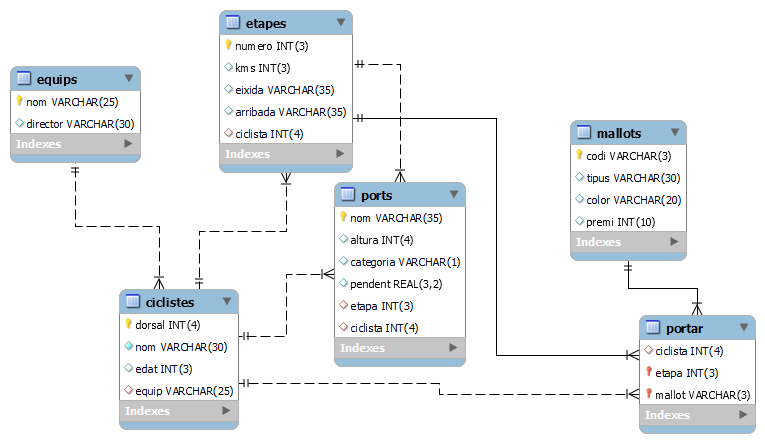 equips
nom VARCHAR(25)
director VARCHAR(30)
Indexes
etapes
numero INT(3)
kms INT(3)
eixida VARCHAR(35)
arribada VARCHAR(35)
ciclista INT(4)
Indexes
mallots
codi VARCHAR(3)
tipus VARCHAR(30)
color VARCHAR(20)
premi INT(10)
Indexes
ports
nom VARCHAR(35)
altura INT(4)
categoria VARCHAR(1)
pendent REAL(3,2)
etapa INT(3)
ciclista INT(4)
Indexes
ciclistes
dorsal INT(4)
nom VARCHAR(30)
edat INT(3)
equip VARCHAR(25)
Indexes
portar
ciclista INT(4)
etapa INT(3)
mallot VARCHAR(3)
Indexes